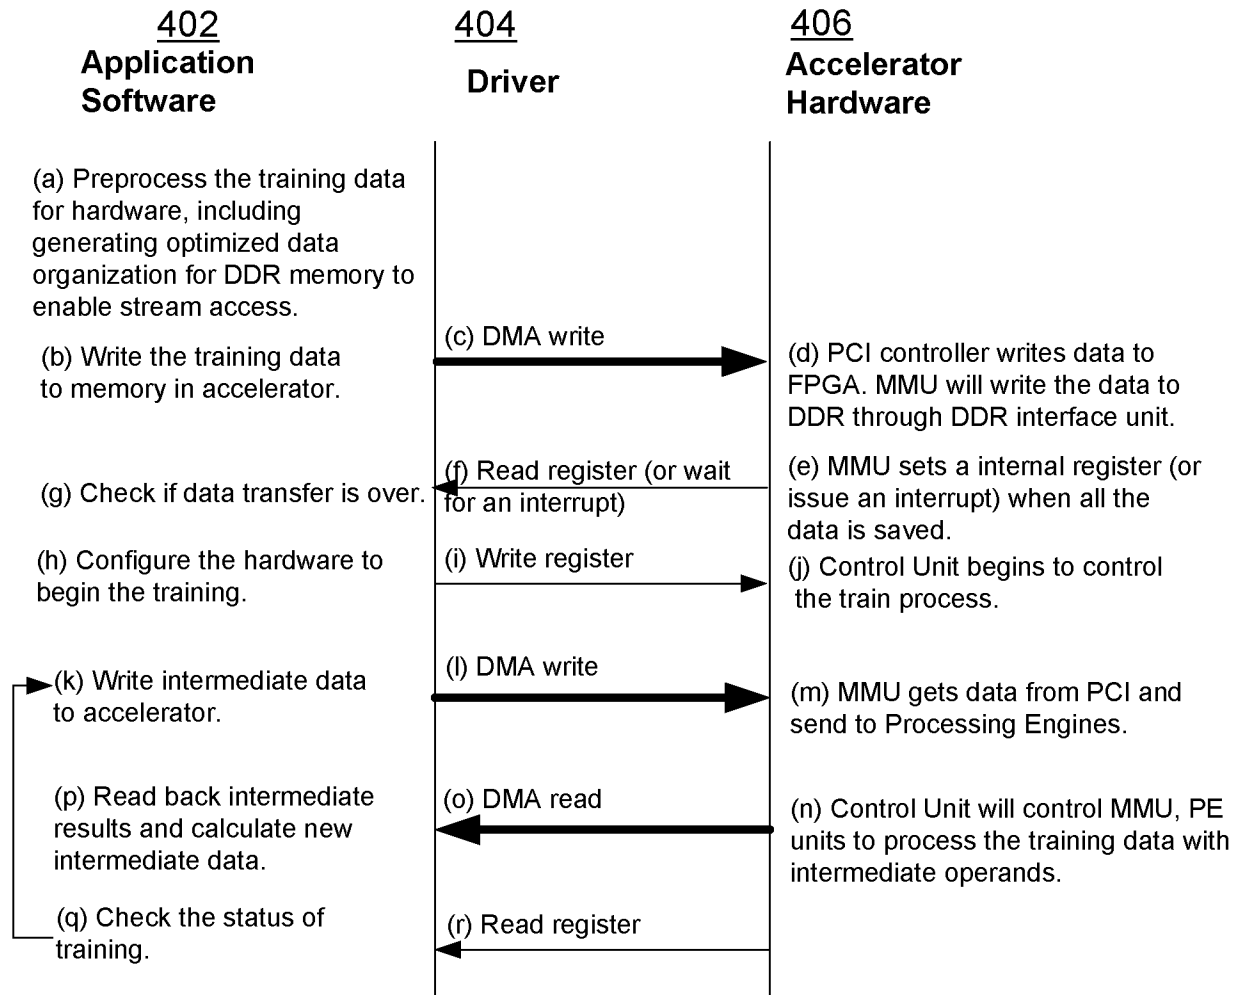 402
404
406
Application
Software
Driver
Accelerator
Hardware
(a) Preprocess the training data
for hardware, including
generating optimized data
organization for DDR memory to
enable stream access.
(b) Write the training data
to memory in accelerator.
(c) DMA write
(d) PCI controller writes data to
FPGA. MMU will write the data to
DDR through DDR interface unit.
(e) MMU sets a internal register (or
issue an interrupt) when all the
data is saved.
(f) Read register (or wait
for an interrupt)
(g) Check if data transfer is over.
(h) Configure the hardware to
begin the training.
(i) Write register
(j) Control Unit begins to control
the train process.
(k) Write intermediate data
to accelerator.
(l) DMA write
(m) MMU gets data from PCI and
send to Processing Engines.
(n) Control Unit will control MMU, PE
units to process the training data with
intermediate operands.
(o) DMA read
(p) Read back intermediate
results and calculate new
intermediate data.
(q) Check the status of
training.
(r) Read register